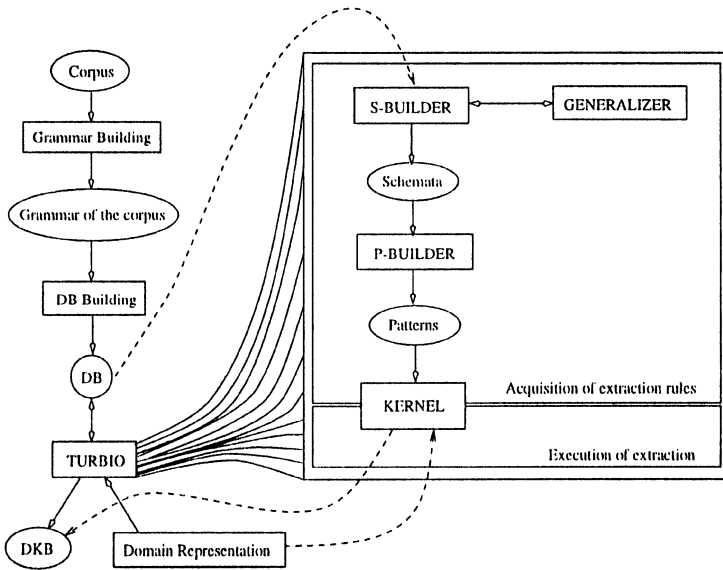 Corpus
Grammar Building
Grammar of the corpus
DB Building
DB
TURBIO
DKB
Domain Representation
S-BUILDER
GENERALIZER
Schemata
P-BUILDER
Patterns
KERNEL
Acquisition of extraction rules
Execution of extraction